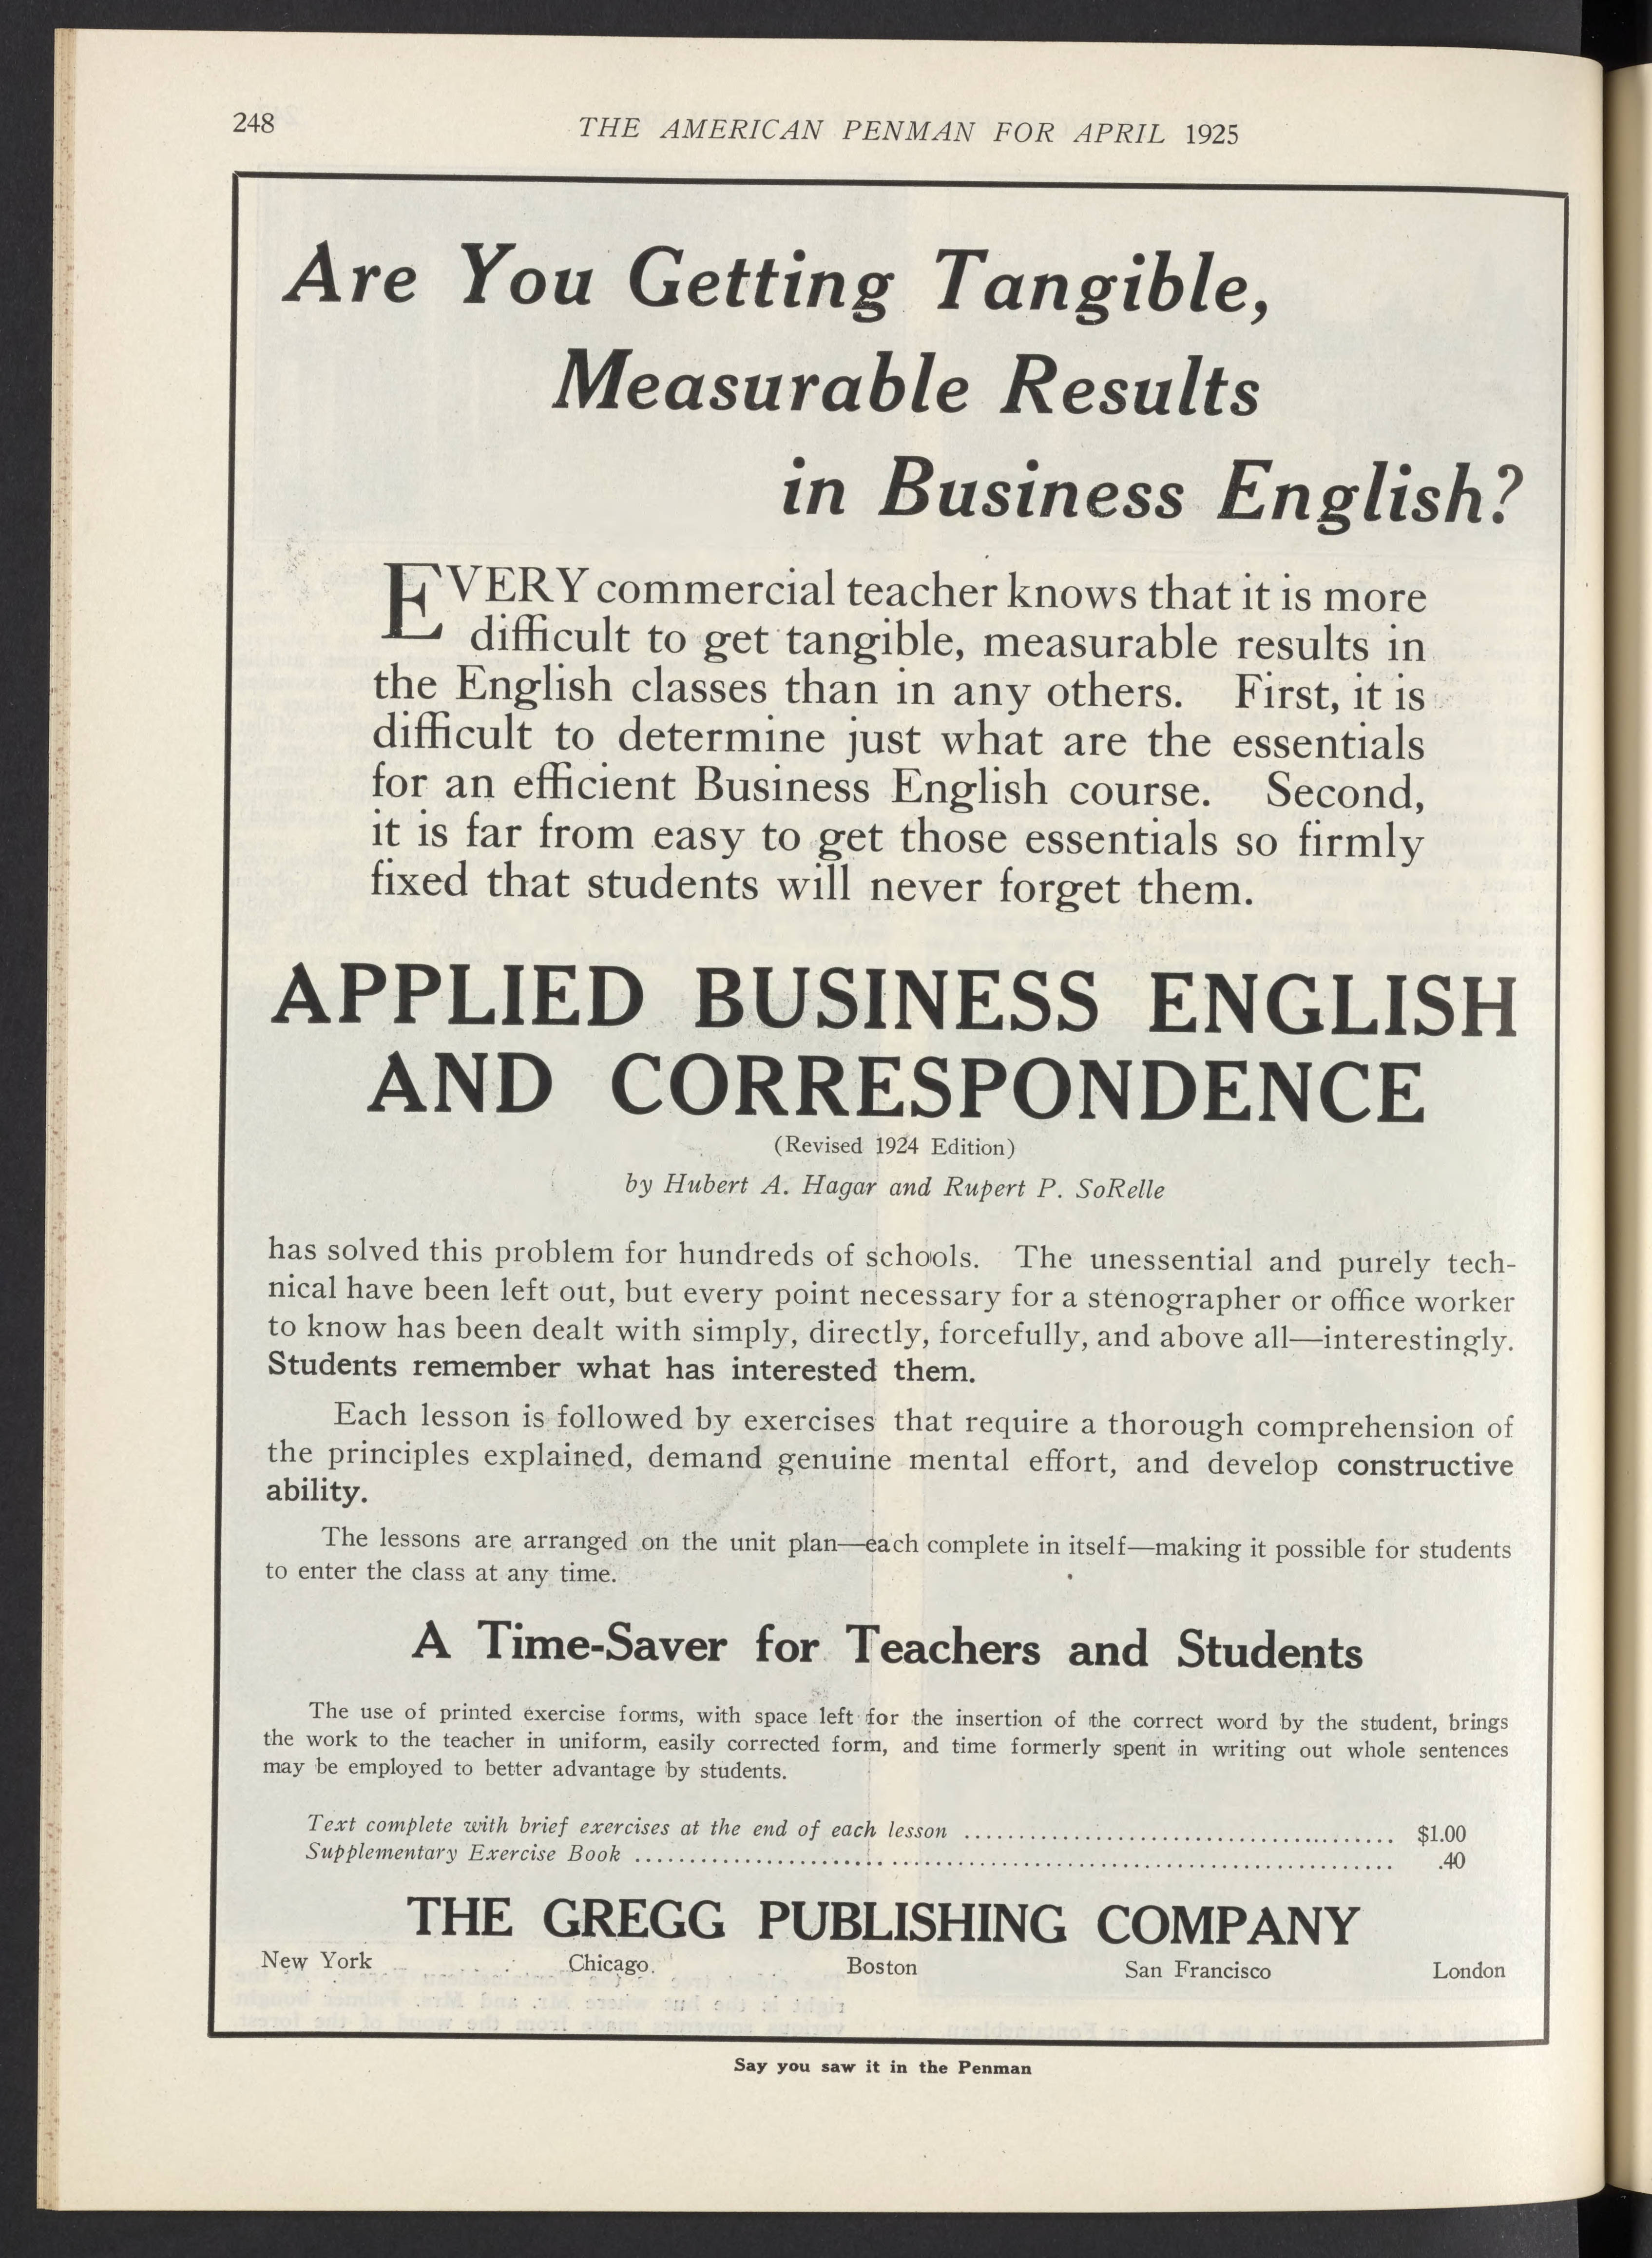 248
THE AMERICAN PENMAN FOR APRIL 1925
Are You Getting Tangible,
Measurable Results
in Business English?
EVERY commercial teacher knows that it is more
difficult to get tangible, measurable results in
the English classes than in any others. First, it is
difficult to determine just what are the essentials
for an efficient Business English course. Second,
it is far from easy to get those essentials so firmly
fixed that students will never forget them.
APPLIED BUSINESS ENGLISH
AND CORRESPONDENCE
(Revised 1924 Edition)
by Hubert A. Hagar and Rupert P. SoRelle
has solved this problem for hundreds of schools. The unessential and purely tech-
nical have been left out, but every point necessary for a stenographer or office worker
to know has been dealt with simply, directly, forcefully, and above all—interestingly.
Students remember what has interested them.
Each lesson is followed by exercises that require a thorough comprehension of
the principles explained, demand genuine mental effort, and develop constructive
ability.
The lessons are arranged on the unit plan—each complete in itself—making it possible for students
to enter the class at any time.
A Time-Saver for Teachers and Students
The use of printed exercise forms, with space left for the insertion of the correct word by the student, brings
the work to the teacher in uniform, easily corrected form, and time formerly spent in writing out whole sentences
may be employed to better advantage by students.
Text complete with brief exercises at the end of each lesson ........................................ $1.00
Supplementary Exercise Book ...................................................................... .40
THE GREGG PUBLISHING COMPANY
New York Chicago Boston San Francisco London
Say you saw it in the Penman